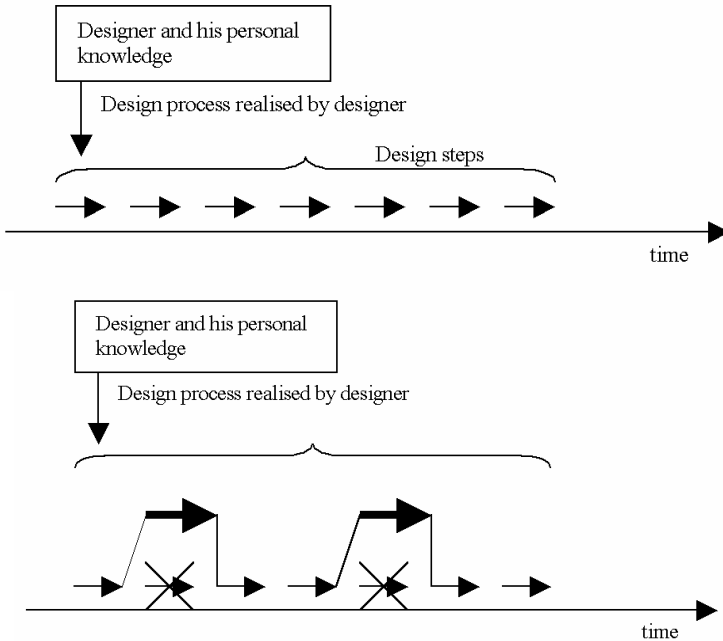 Designer and his personal
knowledge
Design process realised by designer
Design steps
time
Designer and his personal
knowledge
Design process realised by designer
time